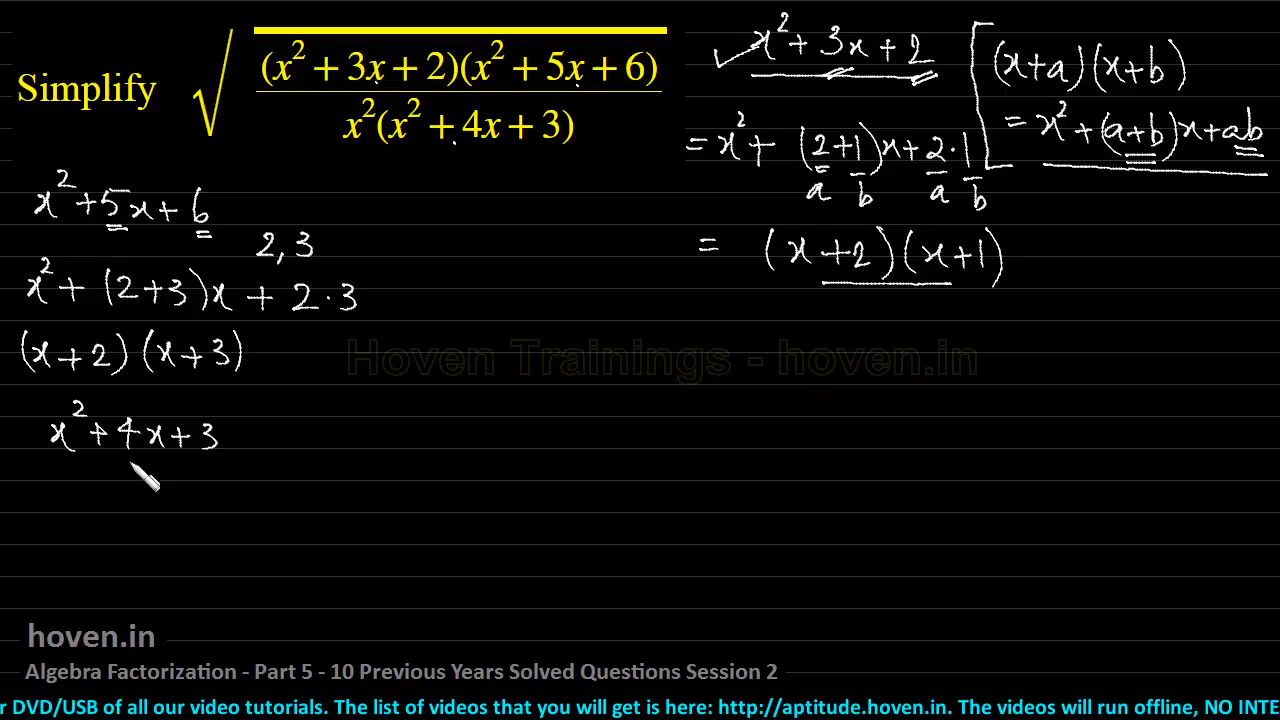 Simplify √((x² + 3x + 2)(x² + 5x + 6) / x²(x² + 4x + 3))
x² + 3x + 2
= x² + (2+1)x + 2·1
a b a b
= (x+2)(x+1)
(x+a)(x+b)
= x² + (a+b)x + ab
x² + 5x + 6
2, 3
x² + (2+3)x + 2·3
(x+2)(x+3)
x² + 4x + 3
Hoven Trainings - hoven.in
hoven.in
Algebra Factorization - Part 5 - 10 Previous Years Solved Questions Session 2
r DVD/USB of all our video tutorials. The list of videos that you will get is here: http://aptitude.hoven.in. The videos will run offline, NO INTE